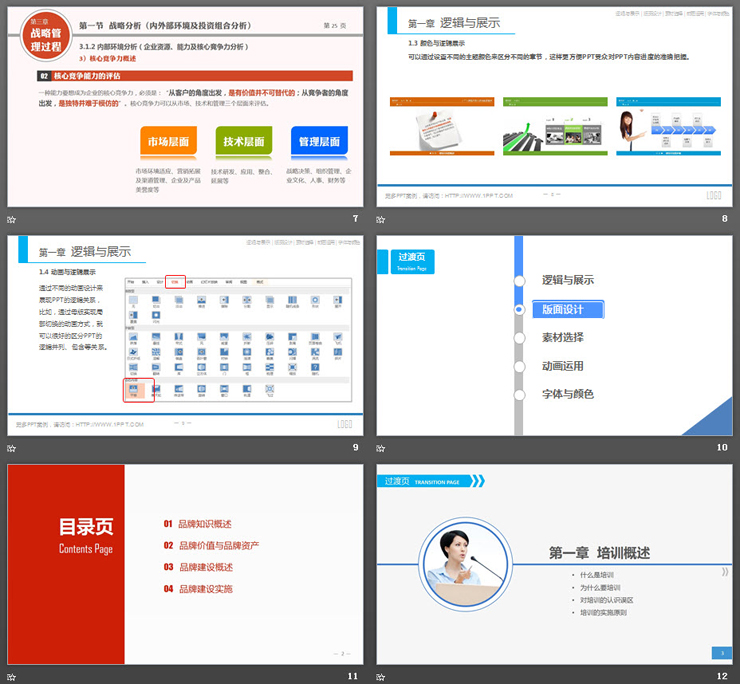 第三章
战略管
理过程
第一节 战略分析（内外部环境及投资组合分析）
第 25 页
3.1.2 内部环境分析（企业资源、能力及核心竞争力分析）
3）核心竞争力概述
02 核心竞争能力的评估
一种能力要想成为企业的核心竞争力，必须是：“从客户的角度出发，是有价值并不可替代的；从竞争者的角度
出发，是独特并难于模仿的”。核心竞争力可以从市场、技术和管理三个层面来评估。
市场层面
技术层面
管理层面
市场环境适应、营销拓展
及渠道管理、企业及产品
美誉度等
技术研发、应用、整合、
拓展等
战略决策、组织管理、企
业文化、人事、财务等
7
第一章 逻辑与展示
1.3 颜色与逻辑展示
可以通过设置不同的主题颜色来区分不同的章节，这样更方便PPT受众对PPT内容进度的准确把握。
更多PPT案例，请访问：HTTP://WWW.1PPT.COM
LOGO
8
第一章 逻辑与展示
1.4 动画与逻辑展示
通过不同的动画设计来
展现PPT的逻辑关系，
比如，通过母版实现局
部切换的动画方式，就
可以很好的区分PPT的
逻辑并列、包含等关系。
更多PPT案例，请访问：HTTP://WWW.1PPT.COM
LOGO
9
过渡页
Transition Page
逻辑与展示
版面设计
素材选择
动画运用
字体与颜色
10
目录页
Contents Page
01 品牌知识概述
02 品牌价值与品牌资产
03 品牌建设概述
04 品牌建设实施
— 2 —
11
过渡页 TRANSITION PAGE
第一章 培训概述
• 什么是培训
• 为什么要培训
• 对培训的认识误区
• 培训的实施原则
3
12